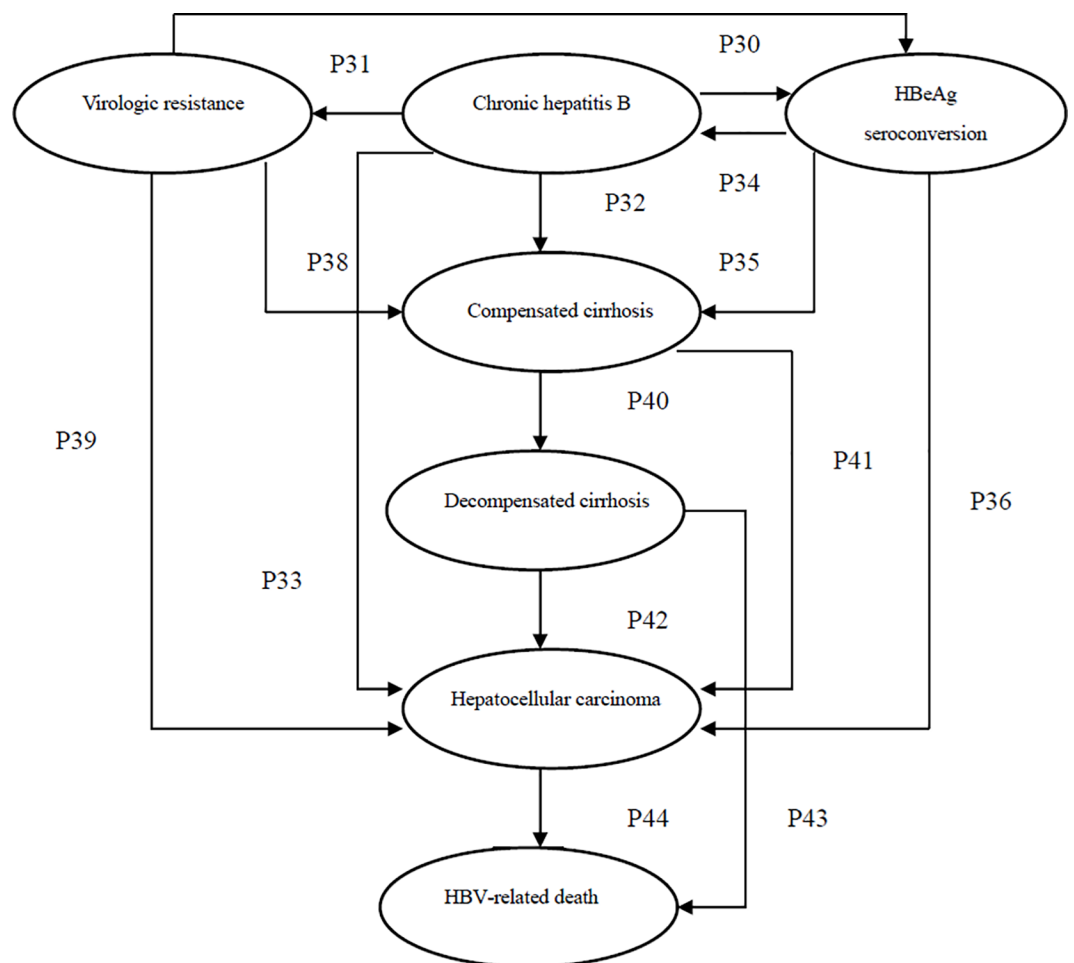 P30
P31
Virologic resistance
Chronic hepatitis B
HBeAg
seroconversion
P34
P32
P38
P35
Compensated cirrhosis
P40
P39
P41
Decompensated cirrhosis
P36
P33
P42
Hepatocellular carcinoma
P44
P43
HBV-related death